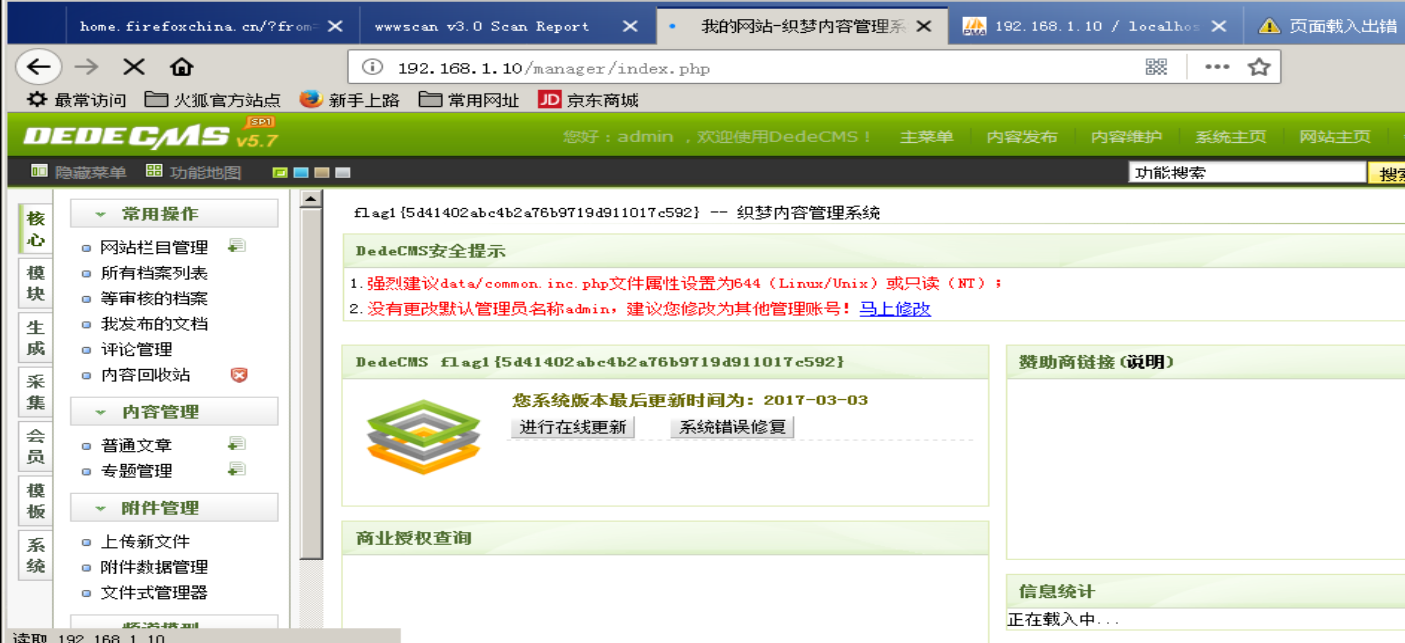 home.firefoxchina.cn/?from=
wwwscan v3.0 Scan Report
我的网站-织梦内容管理系
192.168.1.10 / localhos
页面载入出错
192.168.1.10/manager/index.php
最常访问 火狐官方站点 新手上路 常用网址 JD 京东商城
DEDECMS SP1 v5.7
您好：admin ，欢迎使用DedeCMS！ 主菜单 内容发布 内容维护 系统主页 网站主页
隐藏菜单 功能地图 功能搜索
核心
模块
生成
采集
会员
模板
系统
常用操作
网站栏目管理
所有档案列表
等审核的档案
我发布的文档
评论管理
内容回收站
内容管理
普通文章
专题管理
附件管理
上传新文件
附件数据管理
文件式管理器
flag1{5d41402abc4b2a76b9719d911017c592} -- 织梦内容管理系统
DedeCMS安全提示
1.强烈建议data/common.inc.php文件属性设置为644（Linux/Unix）或只读（NT）；
2.没有更改默认管理员名称admin，建议您修改为其他管理账号！马上修改
DedeCMS flag1{5d41402abc4b2a76b9719d911017c592}
您系统版本最后更新时间为：2017-03-03
进行在线更新 系统错误修复
商业授权查询
赞助商链接(说明)
信息统计
正在载入中...
读取 192.168.1.10